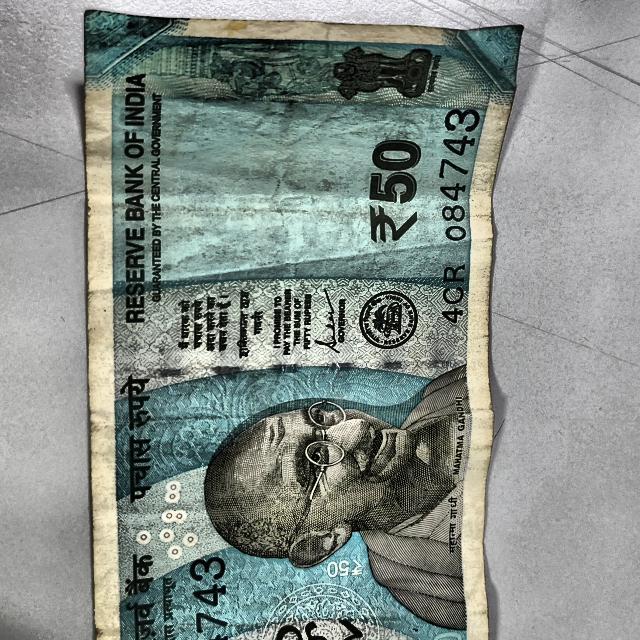 RESERVE BANK OF INDIA
GUARANTEED BY THE CENTRAL GOVERNMENT
₹50
4CR 084743
I PROMISE TO
PAY THE BEARER
THE SUM OF
FIFTY RUPEES
GOVERNOR
पचास रुपये
बैंक
₹50
महात्मा गांधी MAHATMA GANDHI
743